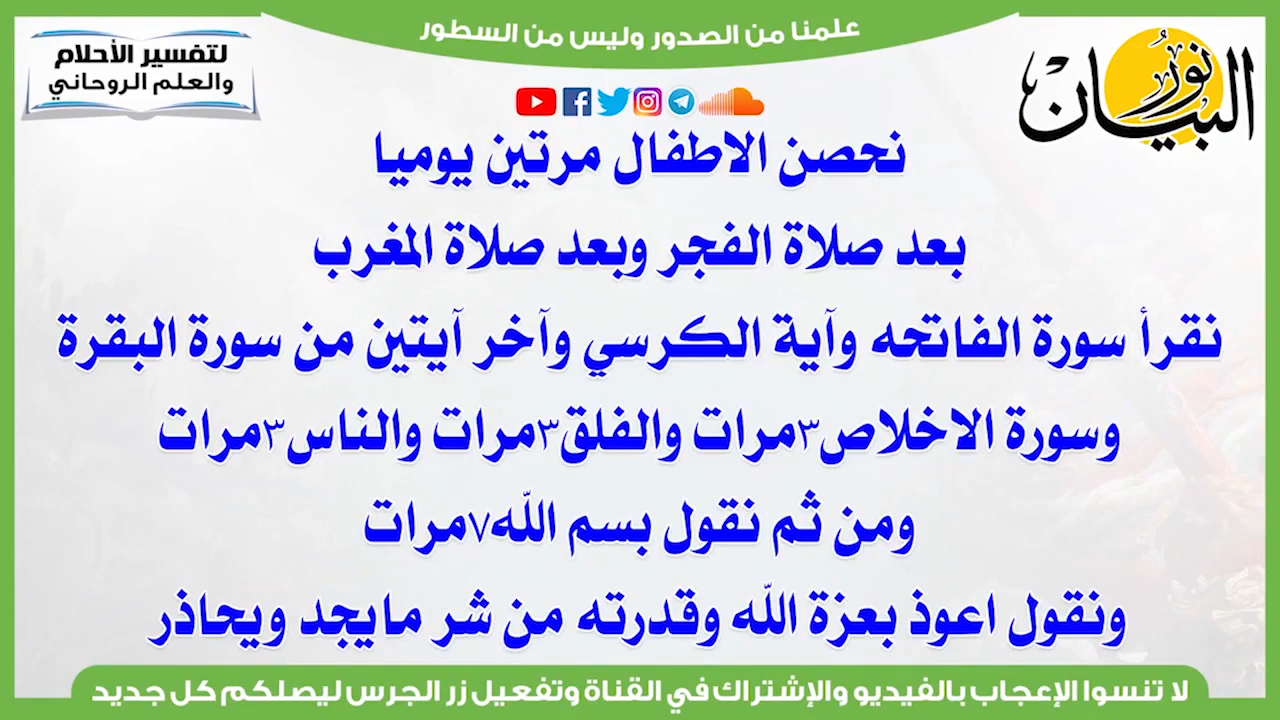 علمنا من الصدور وليس من السطور
لتفسير الأحلام
والعلم الروحاني
نور
البيان
نحصن الاطفال مرتين يوميا
بعد صلاة الفجر وبعد صلاة المغرب
نقرأ سورة الفاتحه وآية الكرسي وآخر آيتين من سورة البقرة
وسورة الاخلاص٣مرات والفلق٣مرات والناس٣مرات
ومن ثم نقول بسم الله٧مرات
ونقول اعوذ بعزة الله وقدرته من شر مايجد ويحاذر
لا تنسوا الإعجاب بالفيديو والإشتراك في القناة وتفعيل زر الجرس ليصلكم كل جديد